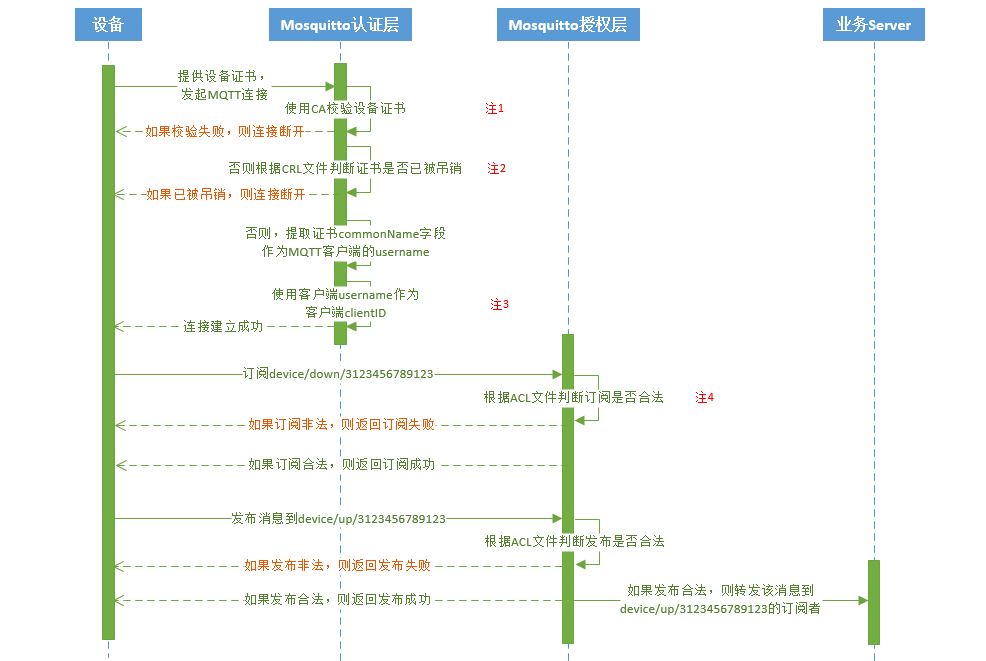 设备
Mosquitto认证层
Mosquitto授权层
业务Server
提供设备证书，
发起MQTT连接
使用CA校验设备证书
注1
如果校验失败，则连接断开
否则根据CRL文件判断证书是否已被吊销
注2
如果已被吊销，则连接断开
否则，提取证书commonName字段
作为MQTT客户端的username
使用客户端username作为
客户端clientID
注3
连接建立成功
订阅device/down/3123456789123
根据ACL文件判断订阅是否合法
注4
如果订阅非法，则返回订阅失败
如果订阅合法，则返回订阅成功
发布消息到device/up/3123456789123
根据ACL文件判断发布是否合法
如果发布非法，则返回发布失败
如果发布合法，则返回发布成功
如果发布合法，则转发该消息到
device/up/3123456789123的订阅者